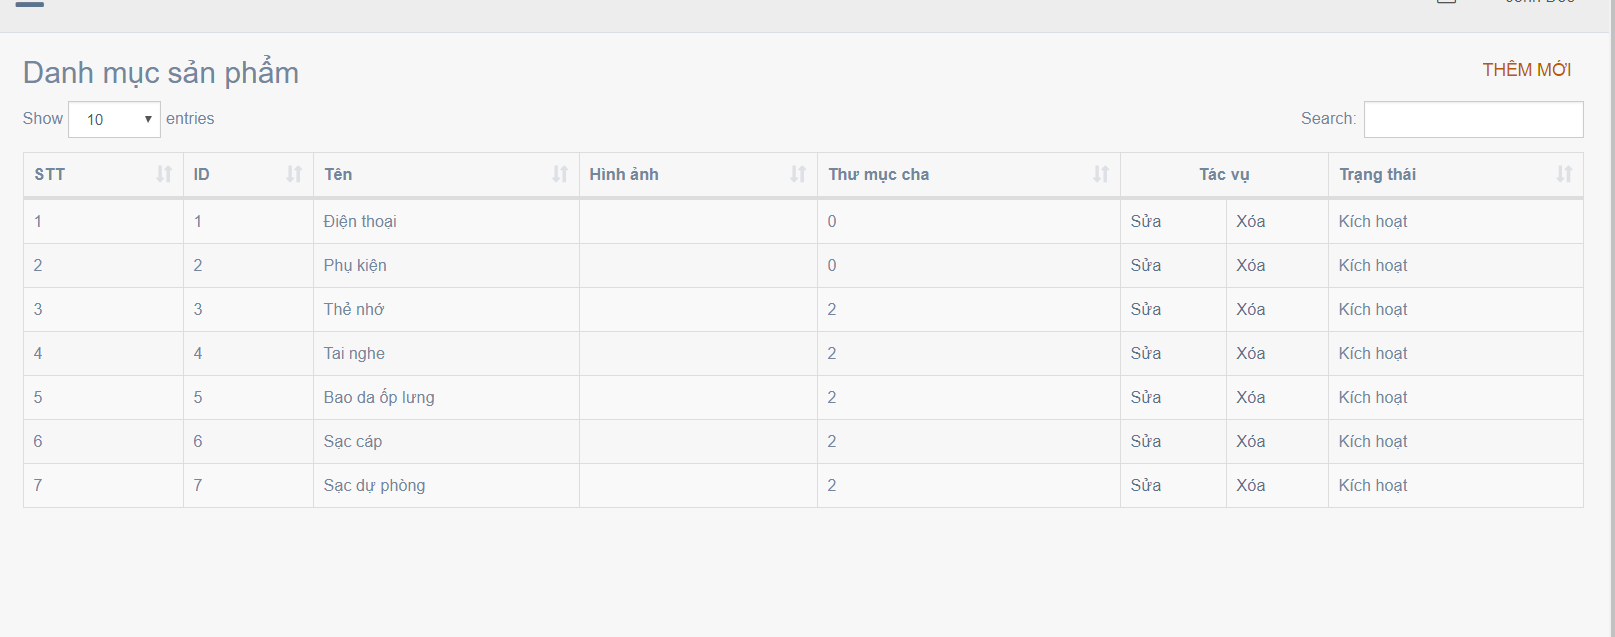 Danh mục sản phẩm
THÊM MỚI
Show 10 entries
Search:
STT ID Tên Hình ảnh Thư mục cha Tác vụ Trạng thái
1 1 Điện thoại 0 Sửa Xóa Kích hoạt
2 2 Phụ kiện 0 Sửa Xóa Kích hoạt
3 3 Thẻ nhớ 2 Sửa Xóa Kích hoạt
4 4 Tai nghe 2 Sửa Xóa Kích hoạt
5 5 Bao da ốp lưng 2 Sửa Xóa Kích hoạt
6 6 Sạc cáp 2 Sửa Xóa Kích hoạt
7 7 Sạc dự phòng 2 Sửa Xóa Kích hoạt